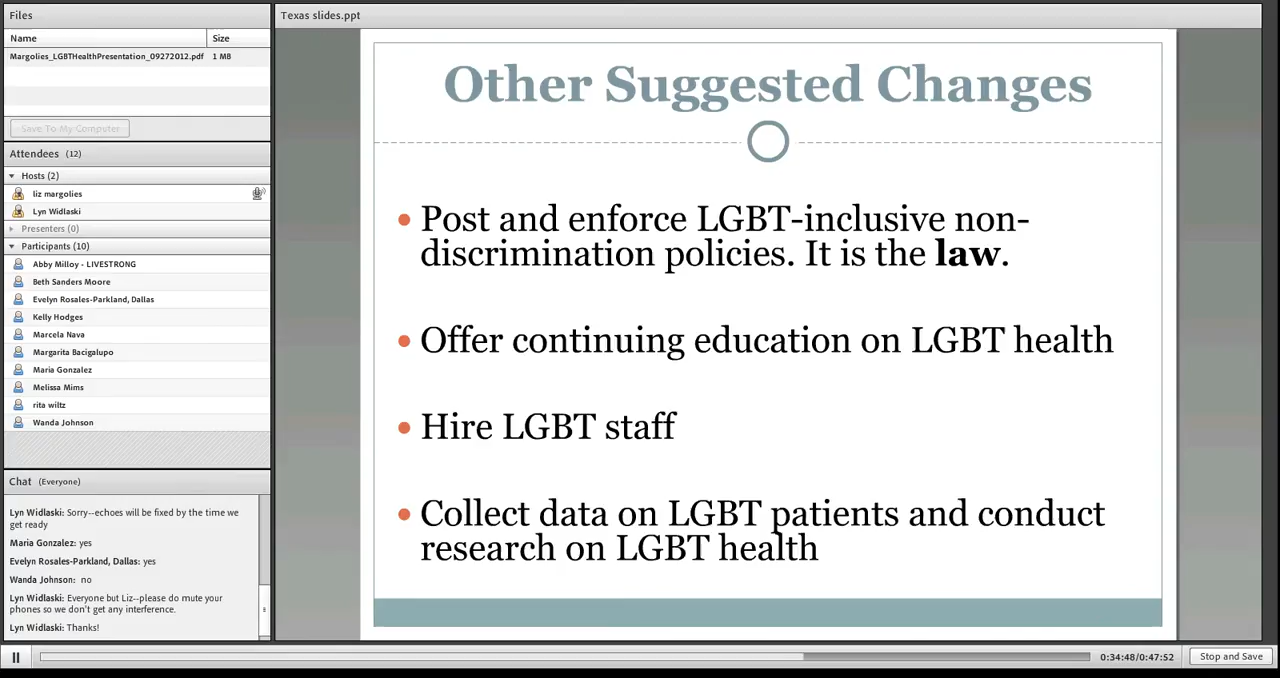 Files
Name Size
Margolies_LGBTHealthPresentation_09272012.pdf 1 MB
Save To My Computer
Attendees (12)
Hosts (2)
liz margolies
Lyn Widlaski
Presenters (0)
Participants (10)
Abby Milloy - LIVESTRONG
Beth Sanders Moore
Evelyn Rosales-Parkland, Dallas
Kelly Hodges
Marcela Nava
Margarita Bacigalupo
Maria Gonzalez
Melissa Mims
rita wiltz
Wanda Johnson
Chat (Everyone)
Lyn Widlaski: Sorry--echoes will be fixed by the time we
get ready
Maria Gonzalez: yes
Evelyn Rosales-Parkland, Dallas: yes
Wanda Johnson: no
Lyn Widlaski: Everyone but Liz--please do mute your
phones so we don't get any interference.
Lyn Widlaski: Thanks!
Texas slides.ppt
Other Suggested Changes
• Post and enforce LGBT-inclusive non-
discrimination policies. It is the law.
• Offer continuing education on LGBT health
• Hire LGBT staff
• Collect data on LGBT patients and conduct
research on LGBT health
0:34:48/0:47:52 Stop and Save